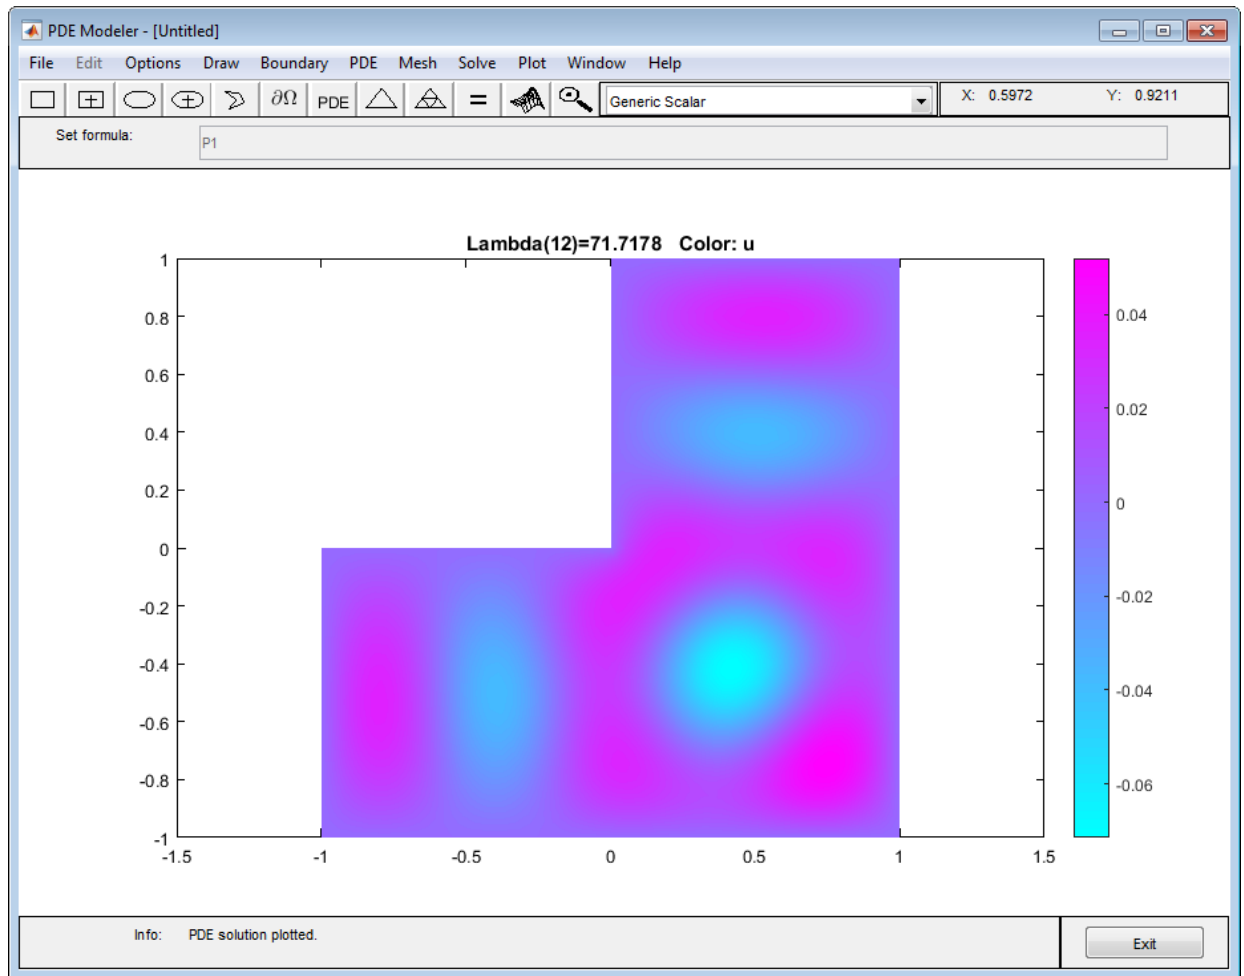 PDE Modeler - [Untitled]
File Edit Options Draw Boundary PDE Mesh Solve Plot Window Help
∂Ω PDE = Generic Scalar X: 0.5972 Y: 0.9211
Set formula: P1
Lambda(12)=71.7178 Color: u
1
0.8
0.6
0.4
0.2
0
-0.2
-0.4
-0.6
-0.8
-1
-1.5 -1 -0.5 0 0.5 1 1.5
0.04
0.02
0
-0.02
-0.04
-0.06
Info: PDE solution plotted. Exit